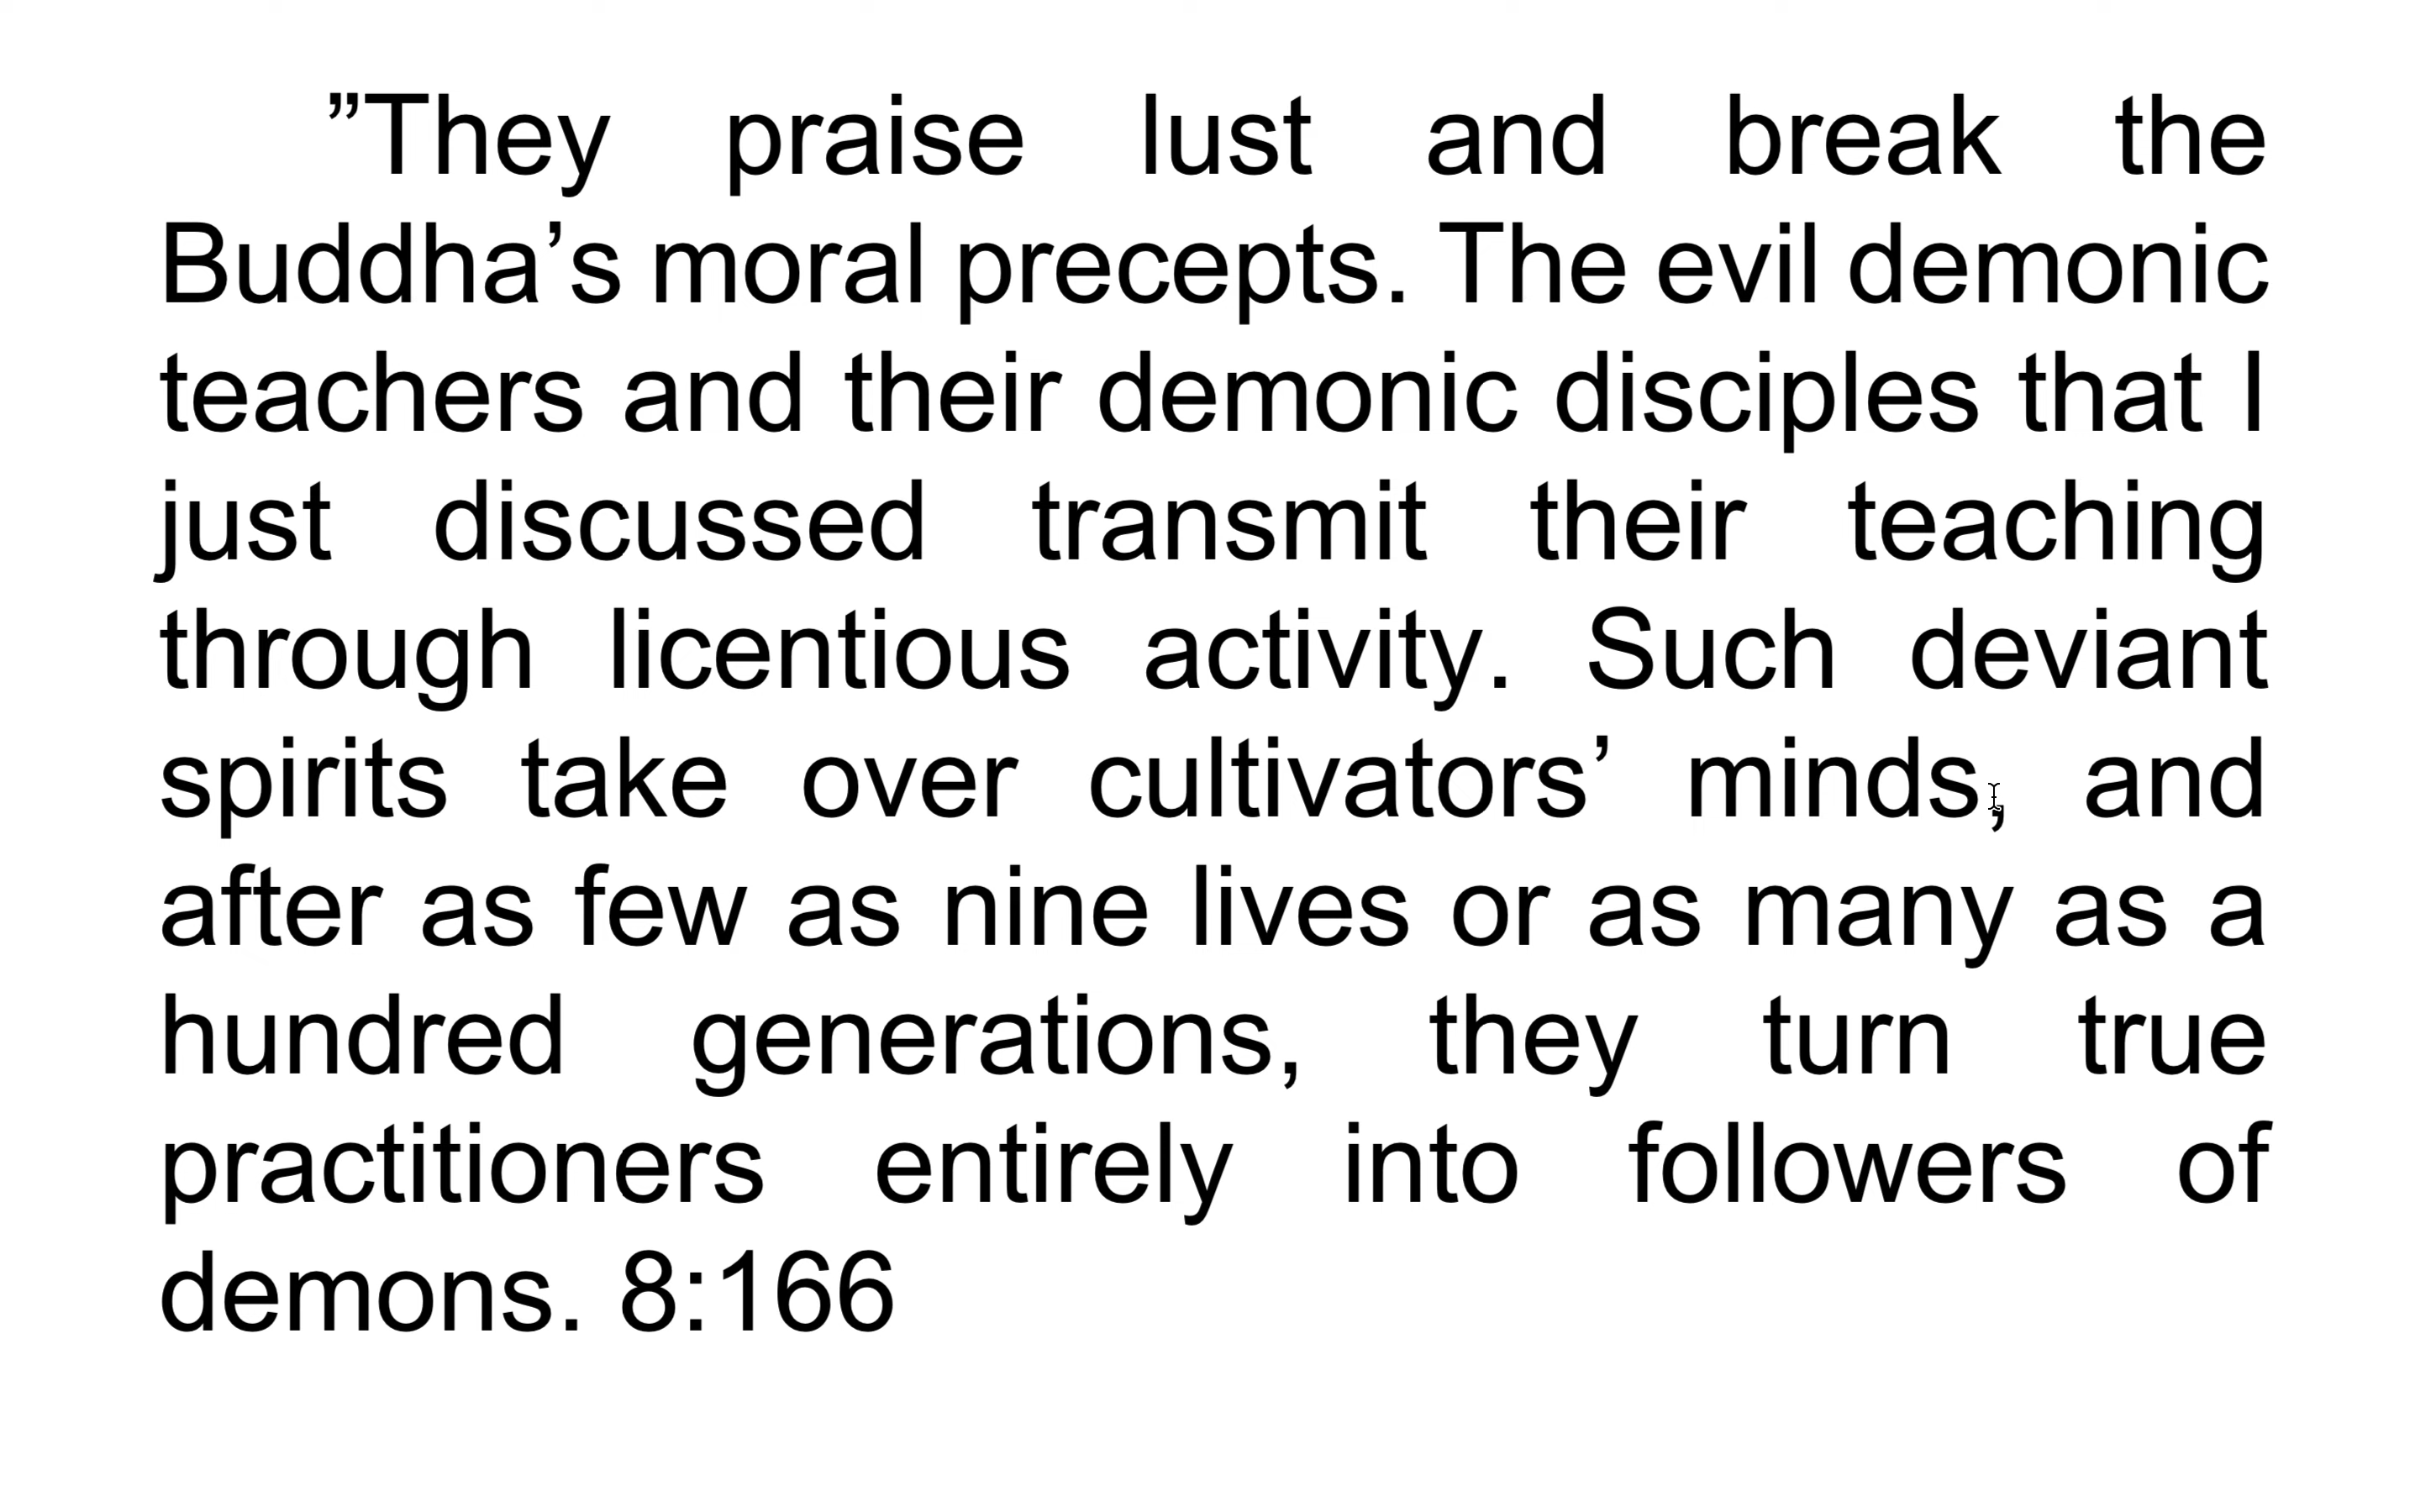 ”They praise lust and break the
Buddha’s moral precepts. The evil demonic
teachers and their demonic disciples that I
just discussed transmit their teaching
through licentious activity. Such deviant
spirits take over cultivators’ minds, and
after as few as nine lives or as many as a
hundred generations, they turn true
practitioners entirely into followers of
demons. 8:166